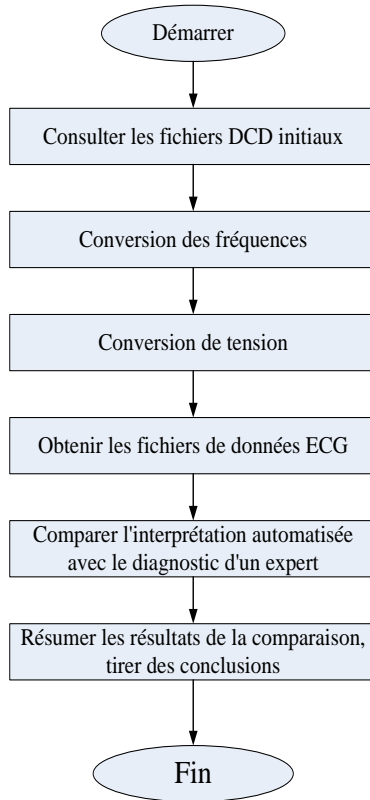 Démarrer
Consulter les fichiers DCD initiaux
Conversion des fréquences
Conversion de tension
Obtenir les fichiers de données ECG
Comparer l'interprétation automatisée
avec le diagnostic d'un expert
Résumer les résultats de la comparaison,
tirer des conclusions
Fin